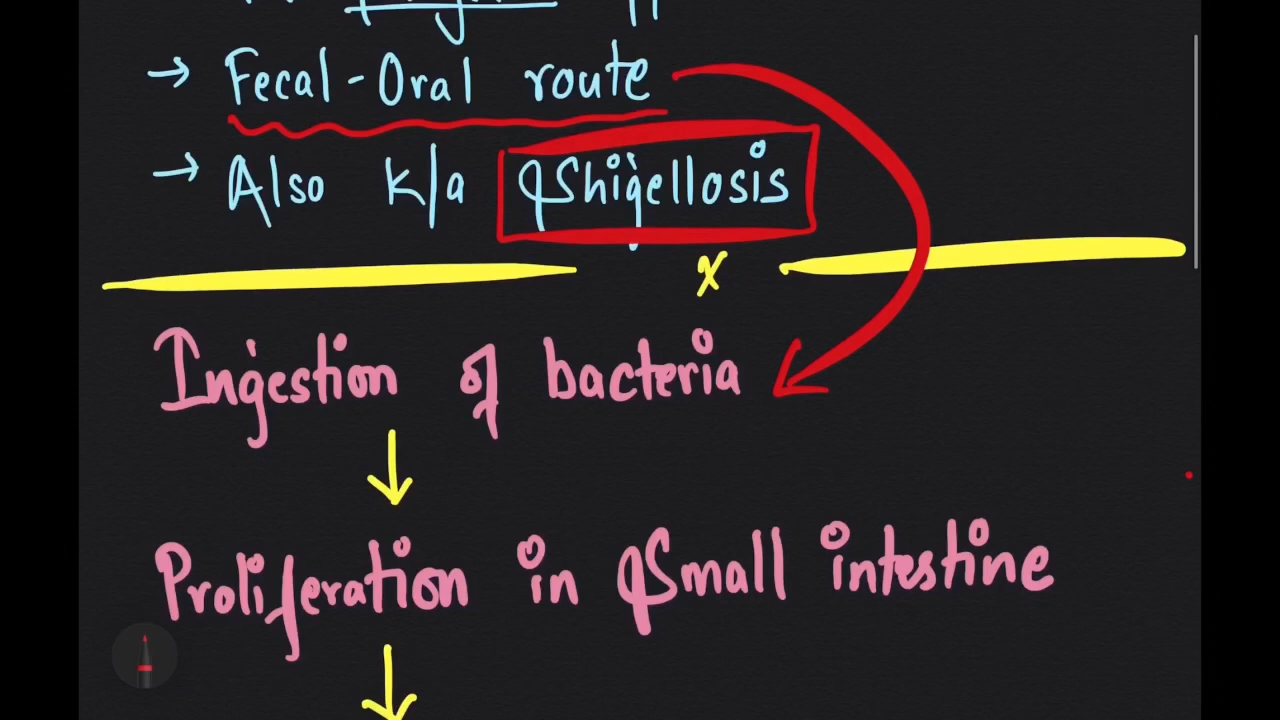 → Fecal-Oral route
→ Also k/a Shigellosis
x
Ingestion of bacteria
↓
Proliferation in Small intestine
↓